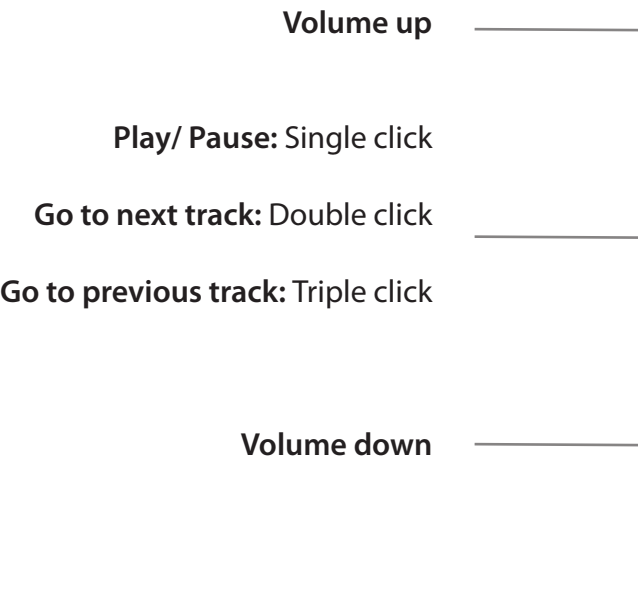 Volume up
Play/ Pause: Single click
Go to next track: Double click
Go to previous track: Triple click
Volume down